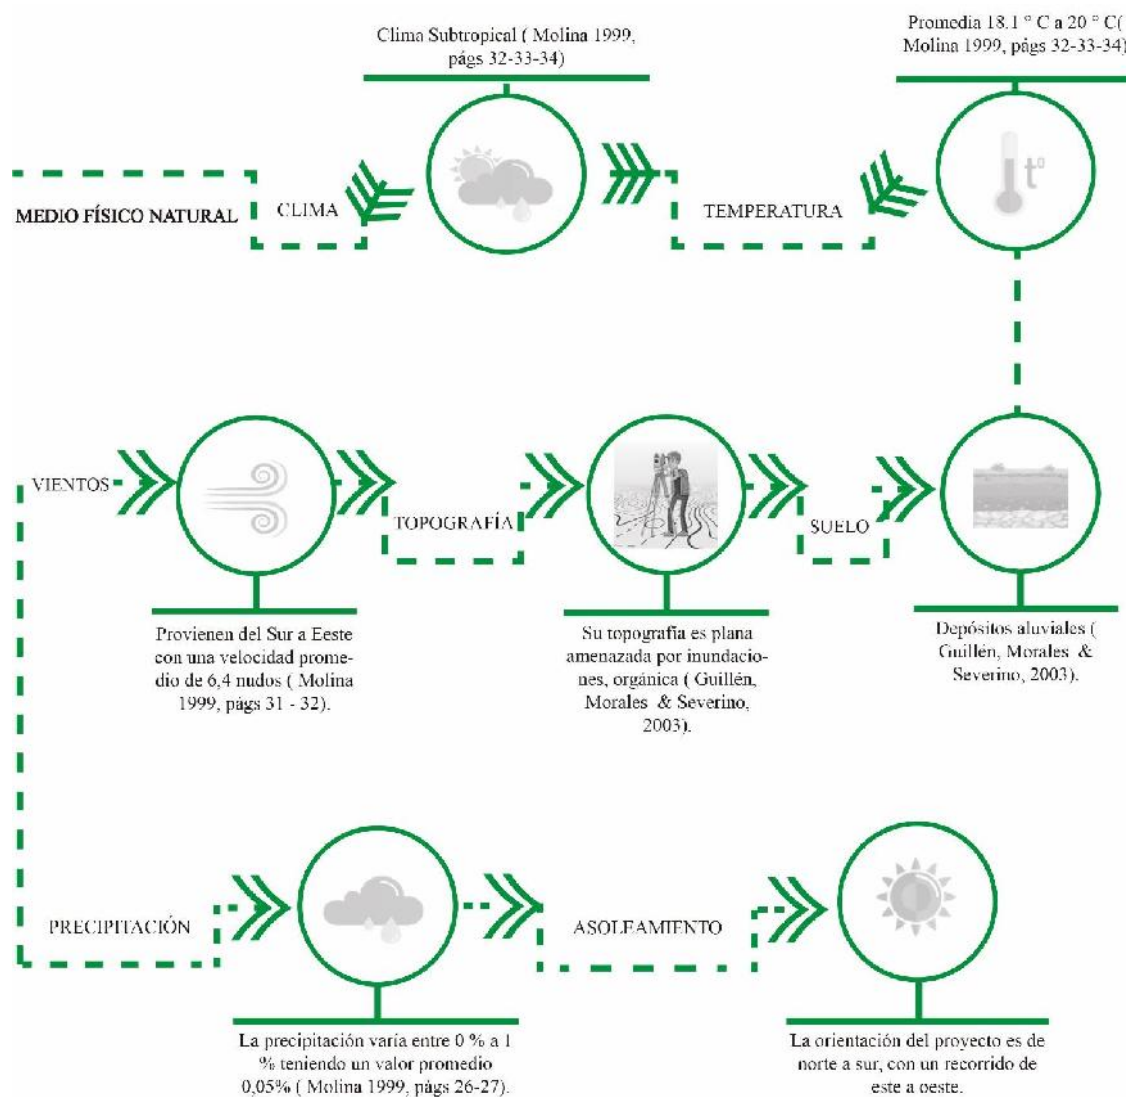 Clima Subtropical ( Molina 1999,
págs 32-33-34)
Promedia 18.1 ° C a 20 ° C(
Molina 1999, págs 32-33-34)
t°
MEDIO FÍSICO NATURAL
CLIMA
TEMPERATURA
VIENTOS
TOPOGRAFÍA
SUELO
Provienen del Sur a Eeste
con una velocidad prome-
dio de 6,4 nudos ( Molina
1999, págs 31 - 32).
Su topografía es plana
amenazada por inundacio-
nes, orgánica ( Guillén,
Morales & Severino,
2003).
Depósitos aluviales (
Guillén, Morales &
Severino, 2003).
PRECIPITACIÓN
ASOLEAMIENTO
La precipitación varía entre 0 % a 1
% teniendo un valor promedio
0,05% ( Molina 1999, págs 26-27).
La orientación del proyecto es de
norte a sur, con un recorrido de
este a oeste.